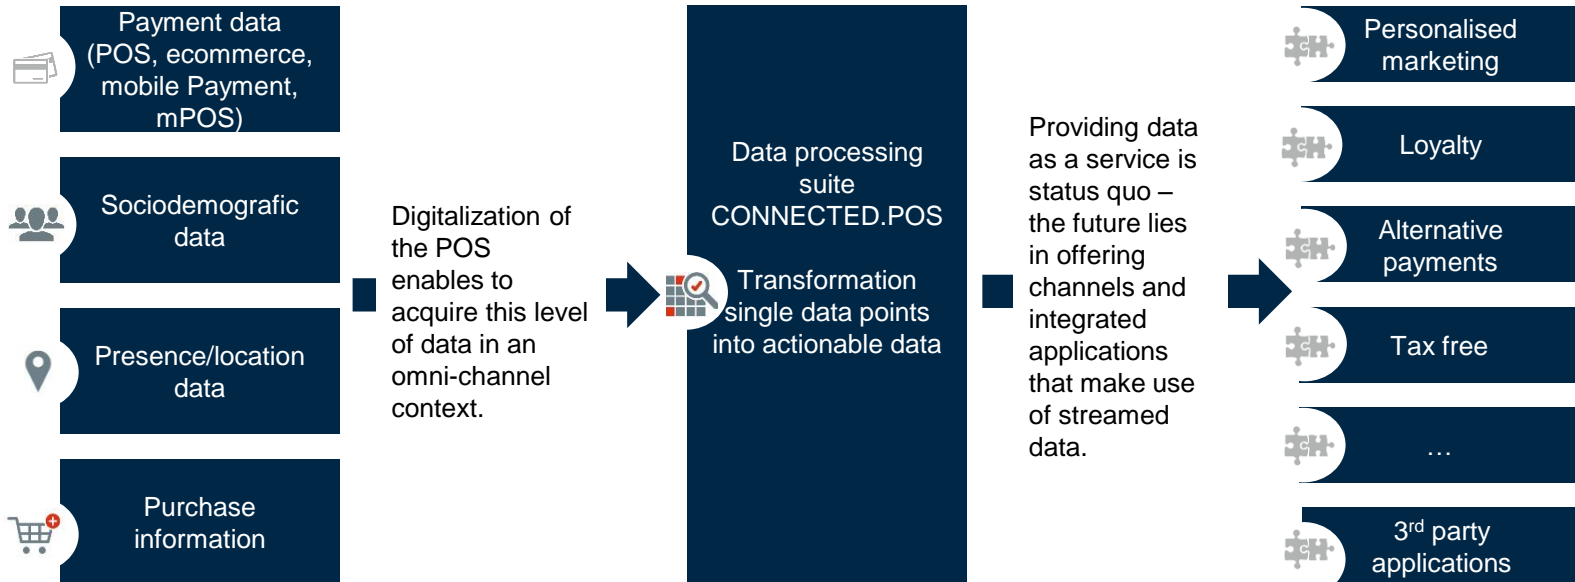 Payment data
(POS, ecommerce,
mobile Payment,
mPOS)
Sociodemografic
data
Presence/location
data
Purchase
information
Digitalization of
the POS
enables to
acquire this level
of data in an
omni-channel
context.
Data processing
suite
CONNECTED.POS
Transformation
single data points
into actionable data
Providing data
as a service is
status quo –
the future lies
in offering
channels and
integrated
applications
that make use
of streamed
data.
Personalised
marketing
Loyalty
Alternative
payments
Tax free
…
3rd party
applications